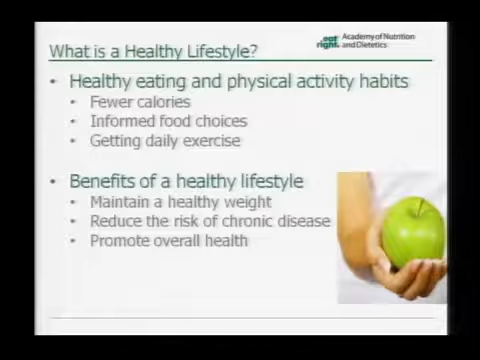 What is a Healthy Lifestyle?
eat right. Academy of Nutrition and Dietetics
• Healthy eating and physical activity habits
• Fewer calories
• Informed food choices
• Getting daily exercise
• Benefits of a healthy lifestyle
• Maintain a healthy weight
• Reduce the risk of chronic disease
• Promote overall health